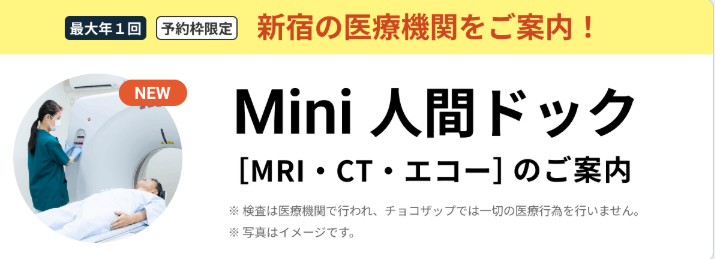 最大年1回 予約枠限定 新宿の医療機関をご案内！
NEW
Mini 人間ドック
［MRI・CT・エコー］のご案内
※ 検査は医療機関で行われ、チョコザップでは一切の医療行為を行いません。
※ 写真はイメージです。